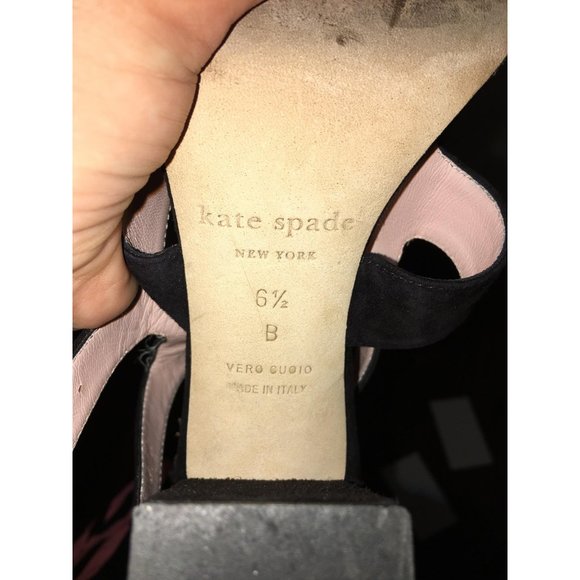 kate spade
NEW YORK
6½
B
VERO CUOIO
MADE IN ITALY